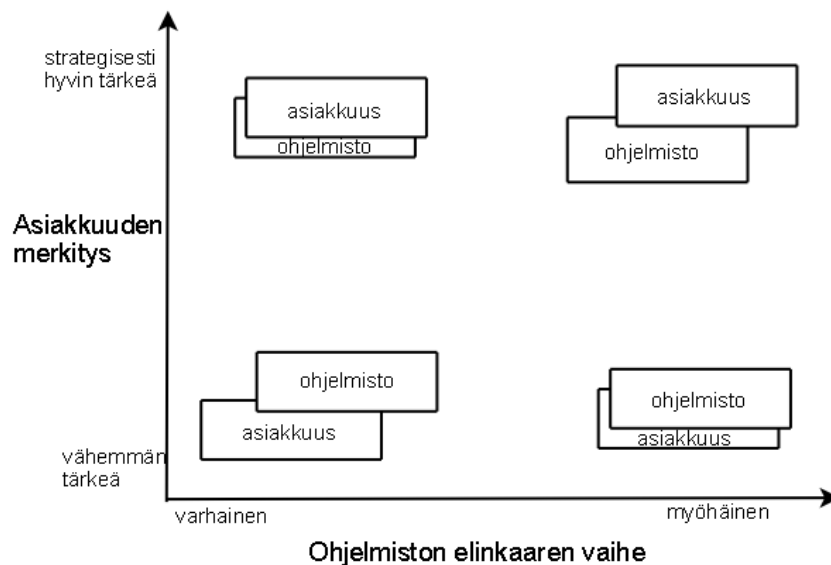 strategisesti
hyvin tärkeä
asiakkuus
ohjelmisto
asiakkuus
ohjelmisto
Asiakkuuden
merkitys
ohjelmisto
asiakkuus
ohjelmisto
asiakkuus
vähemmän
tärkeä
varhainen
myöhäinen
Ohjelmiston elinkaaren vaihe